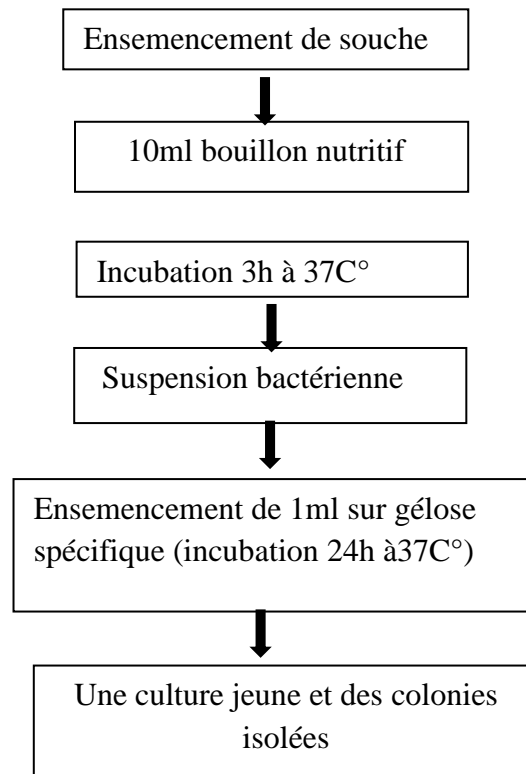 Ensemencement de souche
10ml bouillon nutritif
Incubation 3h à 37C°
Suspension bactérienne
Ensemencement de 1ml sur gélose
spécifique (incubation 24h à37C°)
Une culture jeune et des colonies
isolées